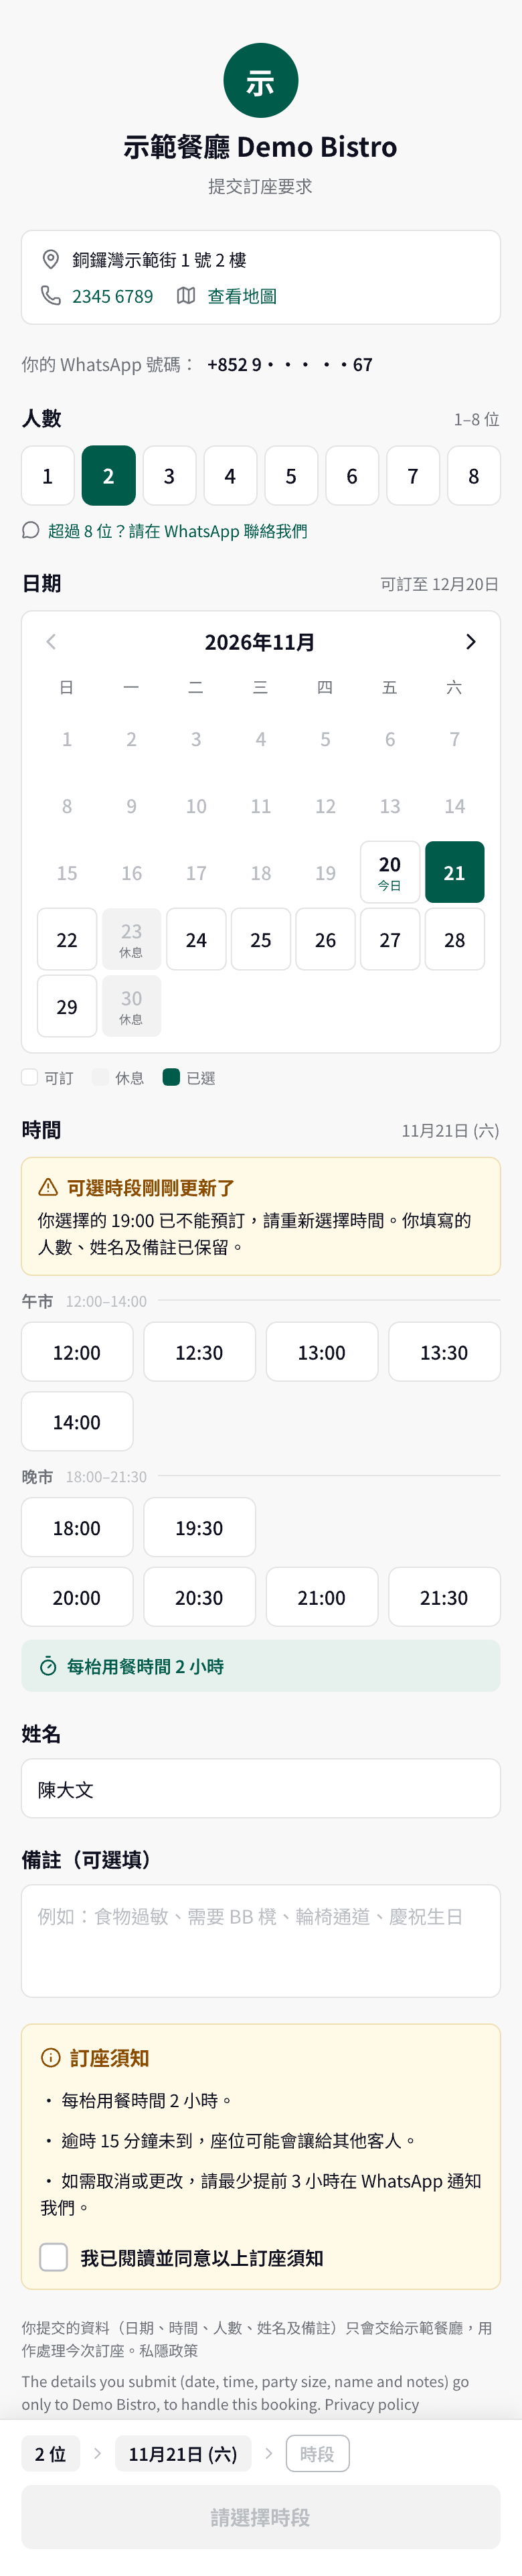 示
示範餐廳 Demo Bistro
提交訂座要求
銅鑼灣示範街 1 號 2 樓
2345 6789 查看地圖
你的 WhatsApp 號碼： +852 9・・・ ・・67
人數 1–8 位
1 2 3 4 5 6 7 8
超過 8 位？請在 WhatsApp 聯絡我們
日期 可訂至 12月20日
2026年11月
日 一 二 三 四 五 六
1 2 3 4 5 6 7
8 9 10 11 12 13 14
15 16 17 18 19 20 21
今日
22 23 24 25 26 27 28
休息
29 30
休息
可訂 休息 已選
時間 11月21日 (六)
可選時段剛剛更新了
你選擇的 19:00 已不能預訂，請重新選擇時間。你填寫的
人數、姓名及備註已保留。
午市 12:00–14:00
12:00 12:30 13:00 13:30
14:00
晚市 18:00–21:30
18:00 19:30
20:00 20:30 21:00 21:30
每枱用餐時間 2 小時
姓名
陳大文
備註（可選填）
例如：食物過敏、需要 BB 櫈、輪椅通道、慶祝生日
訂座須知
・ 每枱用餐時間 2 小時。
・ 逾時 15 分鐘未到，座位可能會讓給其他客人。
・ 如需取消或更改，請最少提前 3 小時在 WhatsApp 通知
我們。
我已閱讀並同意以上訂座須知
你提交的資料（日期、時間、人數、姓名及備註）只會交給示範餐廳，用
作處理今次訂座。私隱政策
The details you submit (date, time, party size, name and notes) go
only to Demo Bistro, to handle this booking. Privacy policy
2 位 11月21日 (六) 時段
請選擇時段